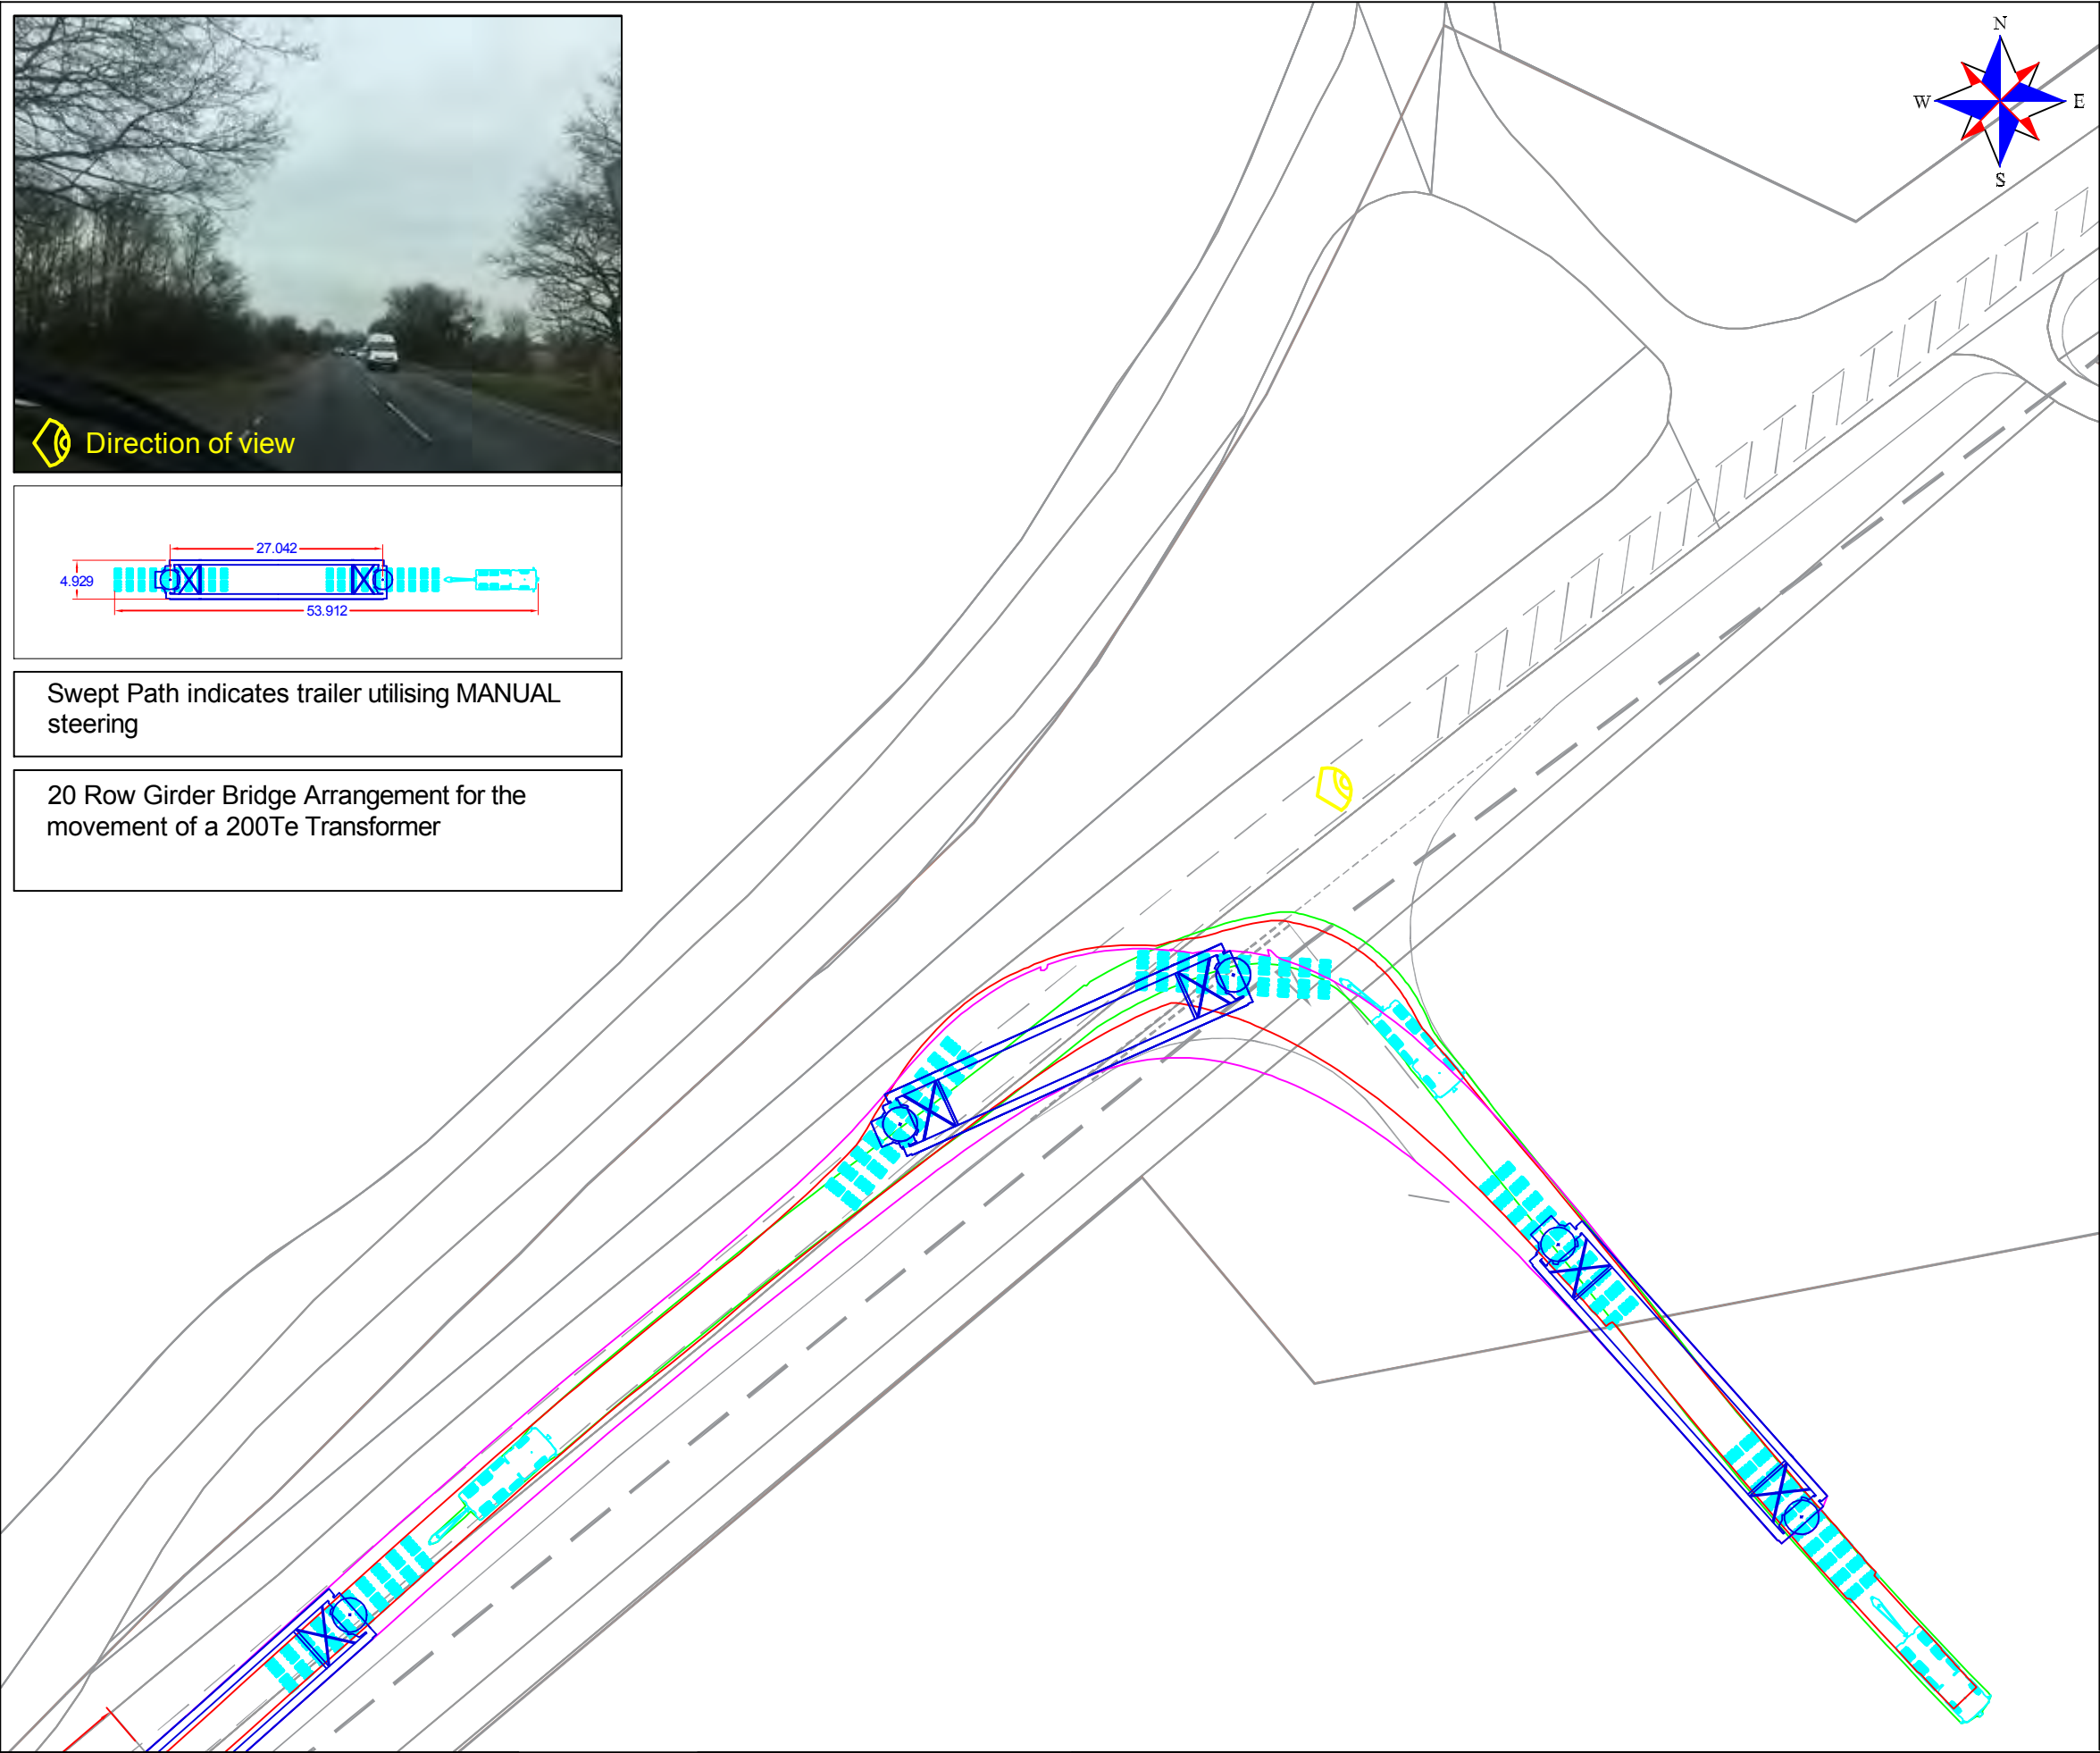 N
W
E
S
Direction of view
27.042
4.929
53.912
Swept Path indicates trailer utilising MANUAL
steering
20 Row Girder Bridge Arrangement for the
movement of a 200Te Transformer